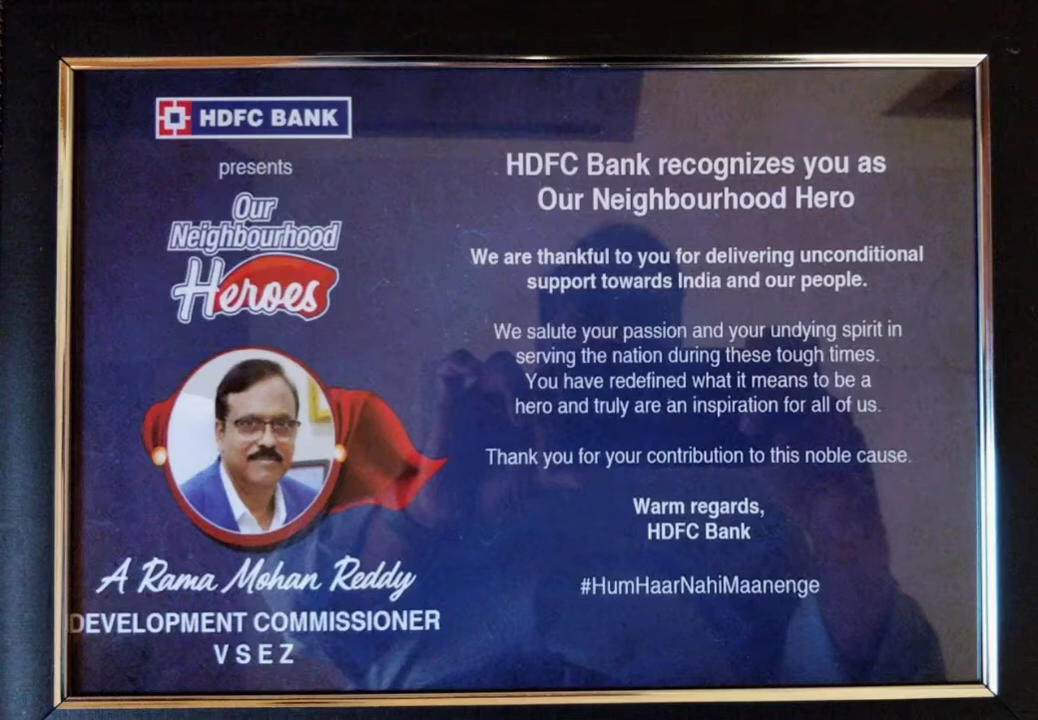 HDFC BANK
presents
Our
Neighbourhood
Heroes
A Rama Mohan Reddy
DEVELOPMENT COMMISSIONER
V S E Z
HDFC Bank recognizes you as
Our Neighbourhood Hero
We are thankful to you for delivering unconditional
support towards India and our people.
We salute your passion and your undying spirit in
serving the nation during these tough times.
You have redefined what it means to be a
hero and truly are an inspiration for all of us.
Thank you for your contribution to this noble cause.
Warm regards,
HDFC Bank
#HumHaarNahiMaanenge